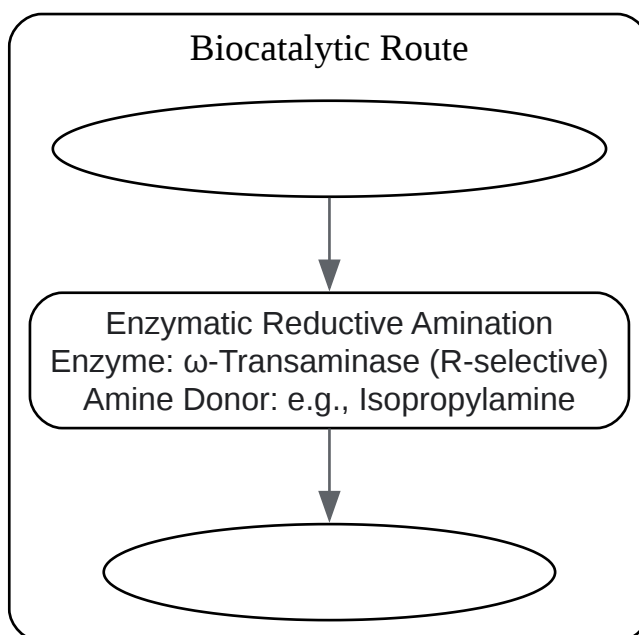 Biocatalytic Route
Enzymatic Reductive Amination
Enzyme: ω-Transaminase (R-selective)
Amine Donor: e.g., Isopropylamine